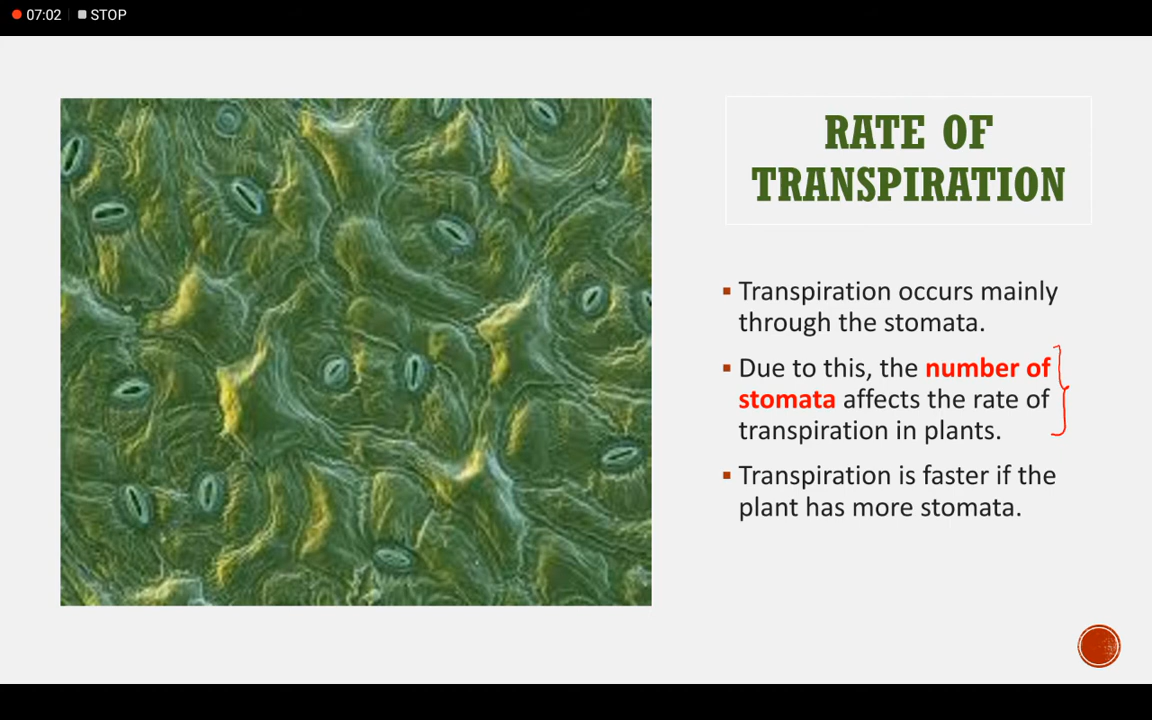 07:02 STOP
RATE OF
TRANSPIRATION
Transpiration occurs mainly
through the stomata.
Due to this, the number of
stomata affects the rate of
transpiration in plants.
Transpiration is faster if the
plant has more stomata.